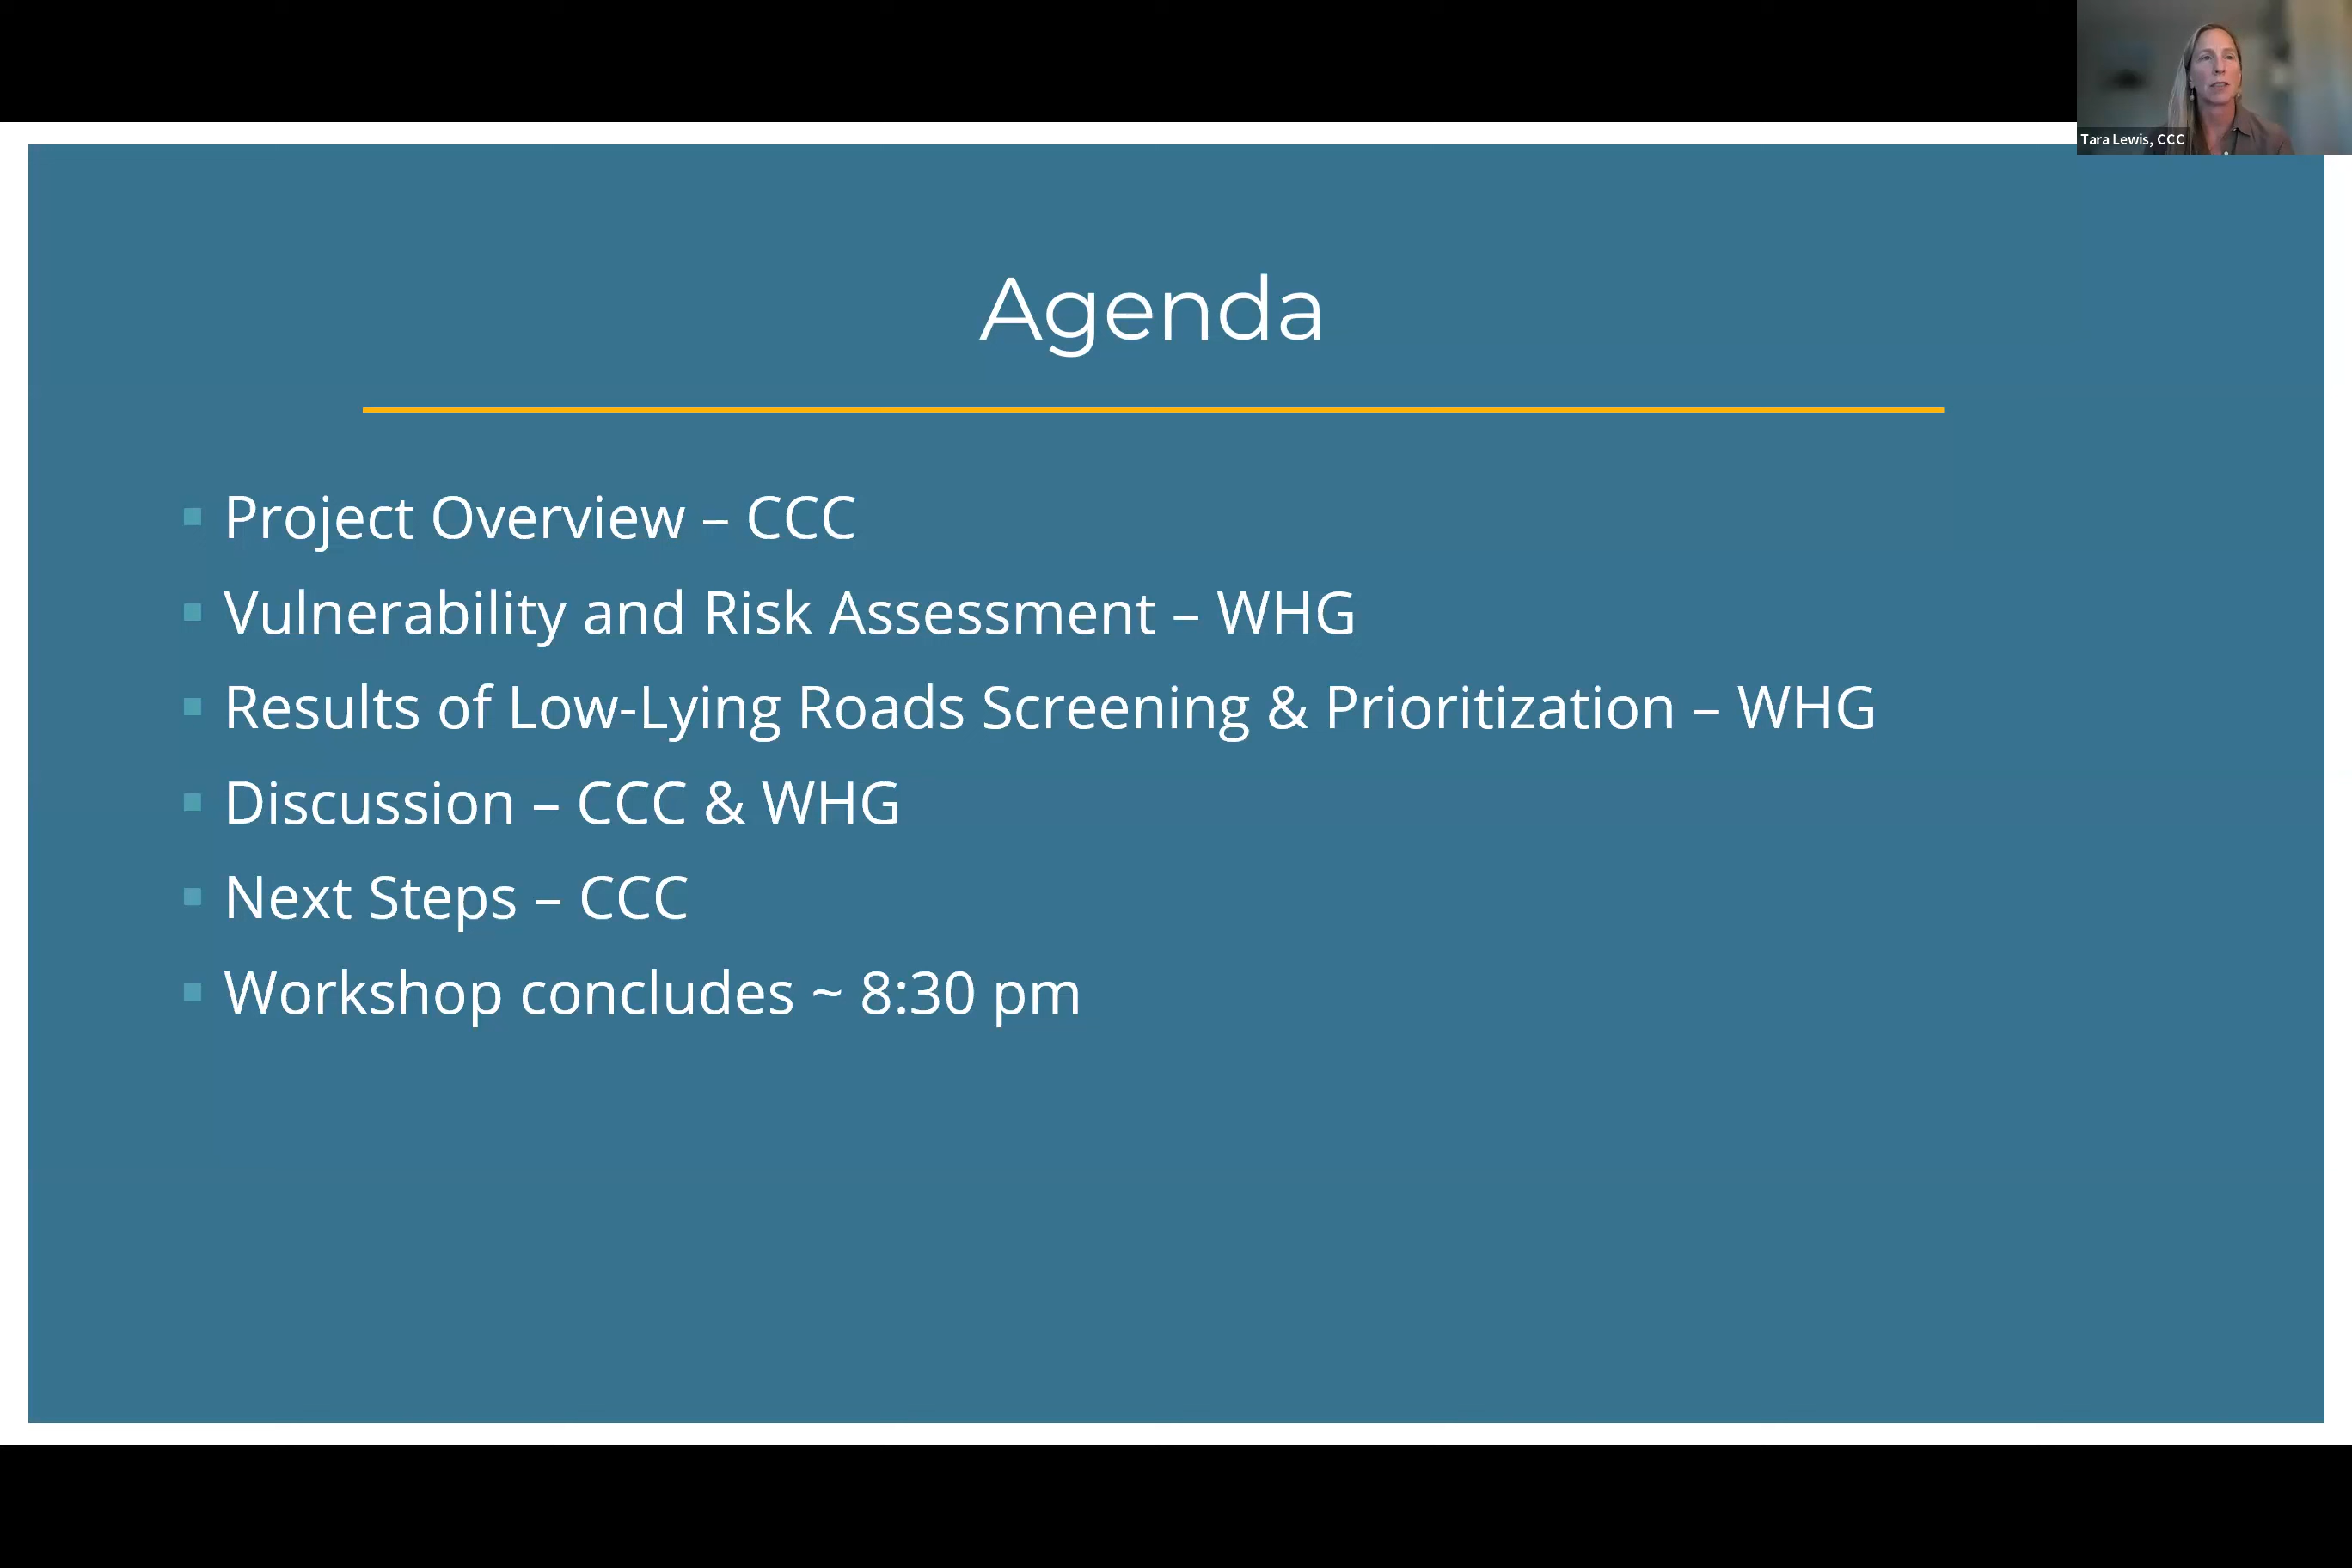 Tara Lewis, CCC
Agenda
Project Overview – CCC
Vulnerability and Risk Assessment – WHG
Results of Low-Lying Roads Screening & Prioritization – WHG
Discussion – CCC & WHG
Next Steps – CCC
Workshop concludes ~ 8:30 pm